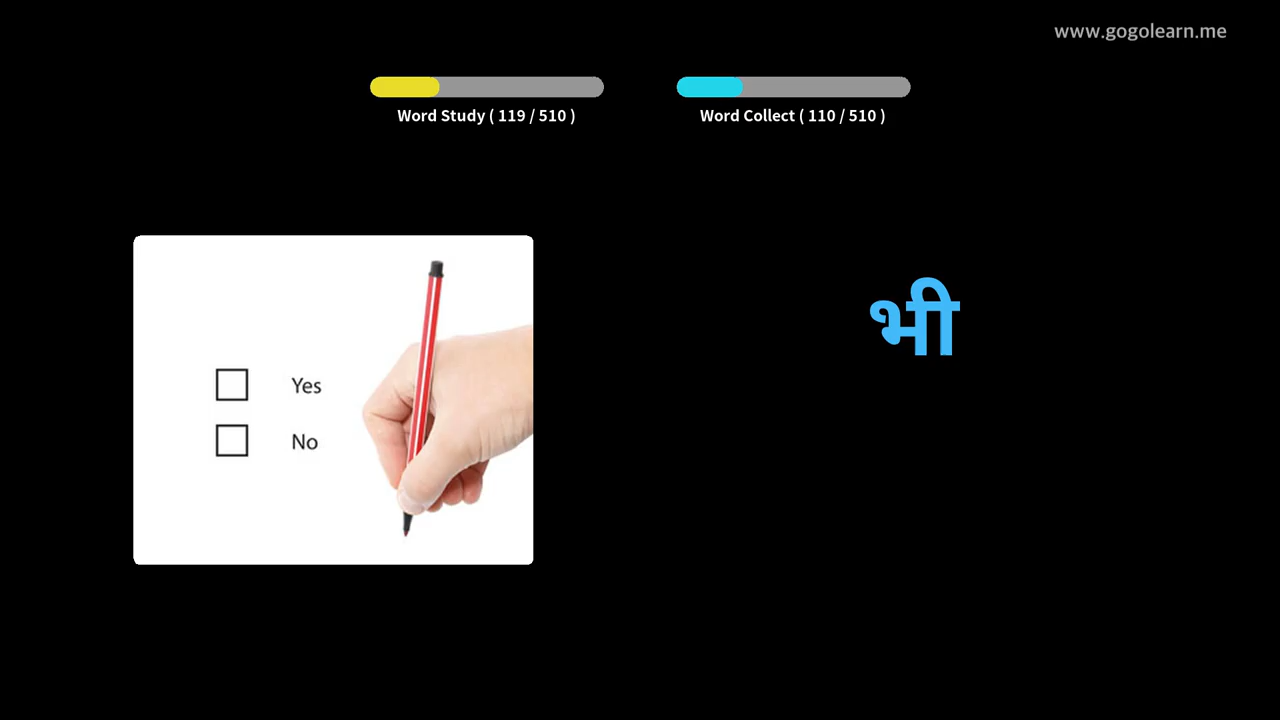 www.gogolearn.me
Word Study ( 119 / 510 )
Word Collect ( 110 / 510 )
भी
Yes
No